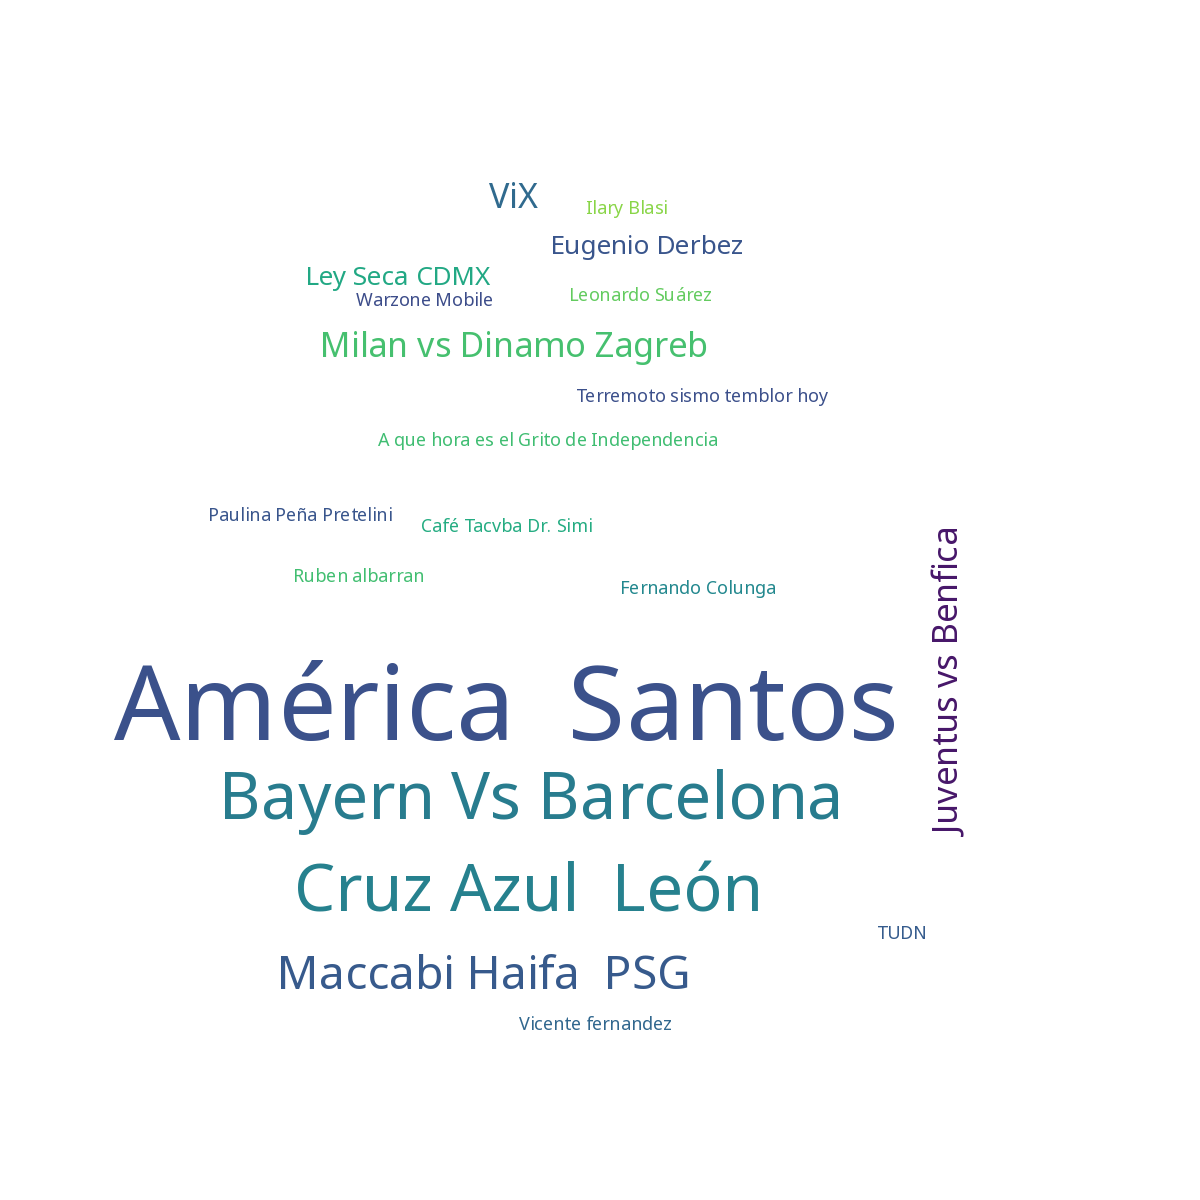 ViX
Ilary Blasi
Eugenio Derbez
Ley Seca CDMX
Warzone Mobile
Leonardo Suárez
Milan vs Dinamo Zagreb
Terremoto sismo temblor hoy
A que hora es el Grito de Independencia
Paulina Peña Pretelini
Café Tacvba Dr. Simi
Ruben albarran
Fernando Colunga
Juventus vs Benfica
América Santos
Bayern Vs Barcelona
Cruz Azul León
TUDN
Maccabi Haifa PSG
Vicente fernandez